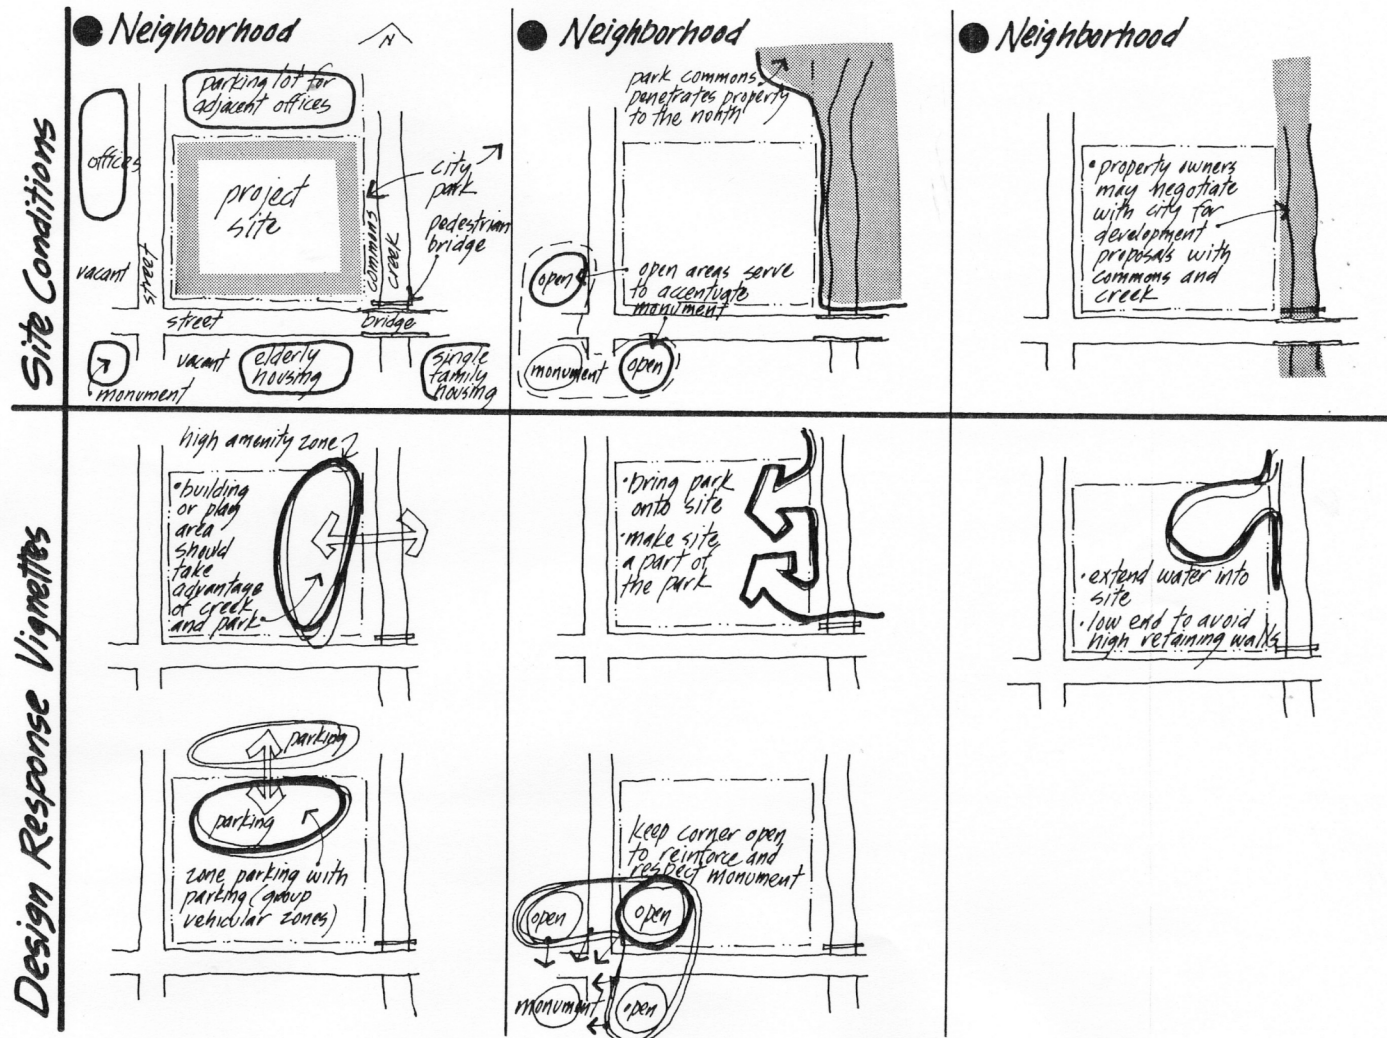 Site Conditions
Neighborhood
N
parking lot for
adjacent offices
offices
project
site
city
park
commons
creek
pedestrian
bridge
vacant
street
street
bridge
monument
vacant
elderly
housing
single
family
housing
Neighborhood
park commons
penetrates property
to the north
open
open areas serve
to accentuate
monument
monument
open
Neighborhood
• property owners
may negotiate
with city for
development
proposals with
commons and
creek
Design Response Vignettes
high amenity zone
• building
or play
area
should
take
advantage
of creek
and park
• bring park
onto site
• make site
a part of
the park
• extend water into
site
• low end to avoid
high retaining walls
parking
parking
zone parking with
parking (group
vehicular zones)
keep corner open
to reinforce and
respect monument
open
open
monument
open